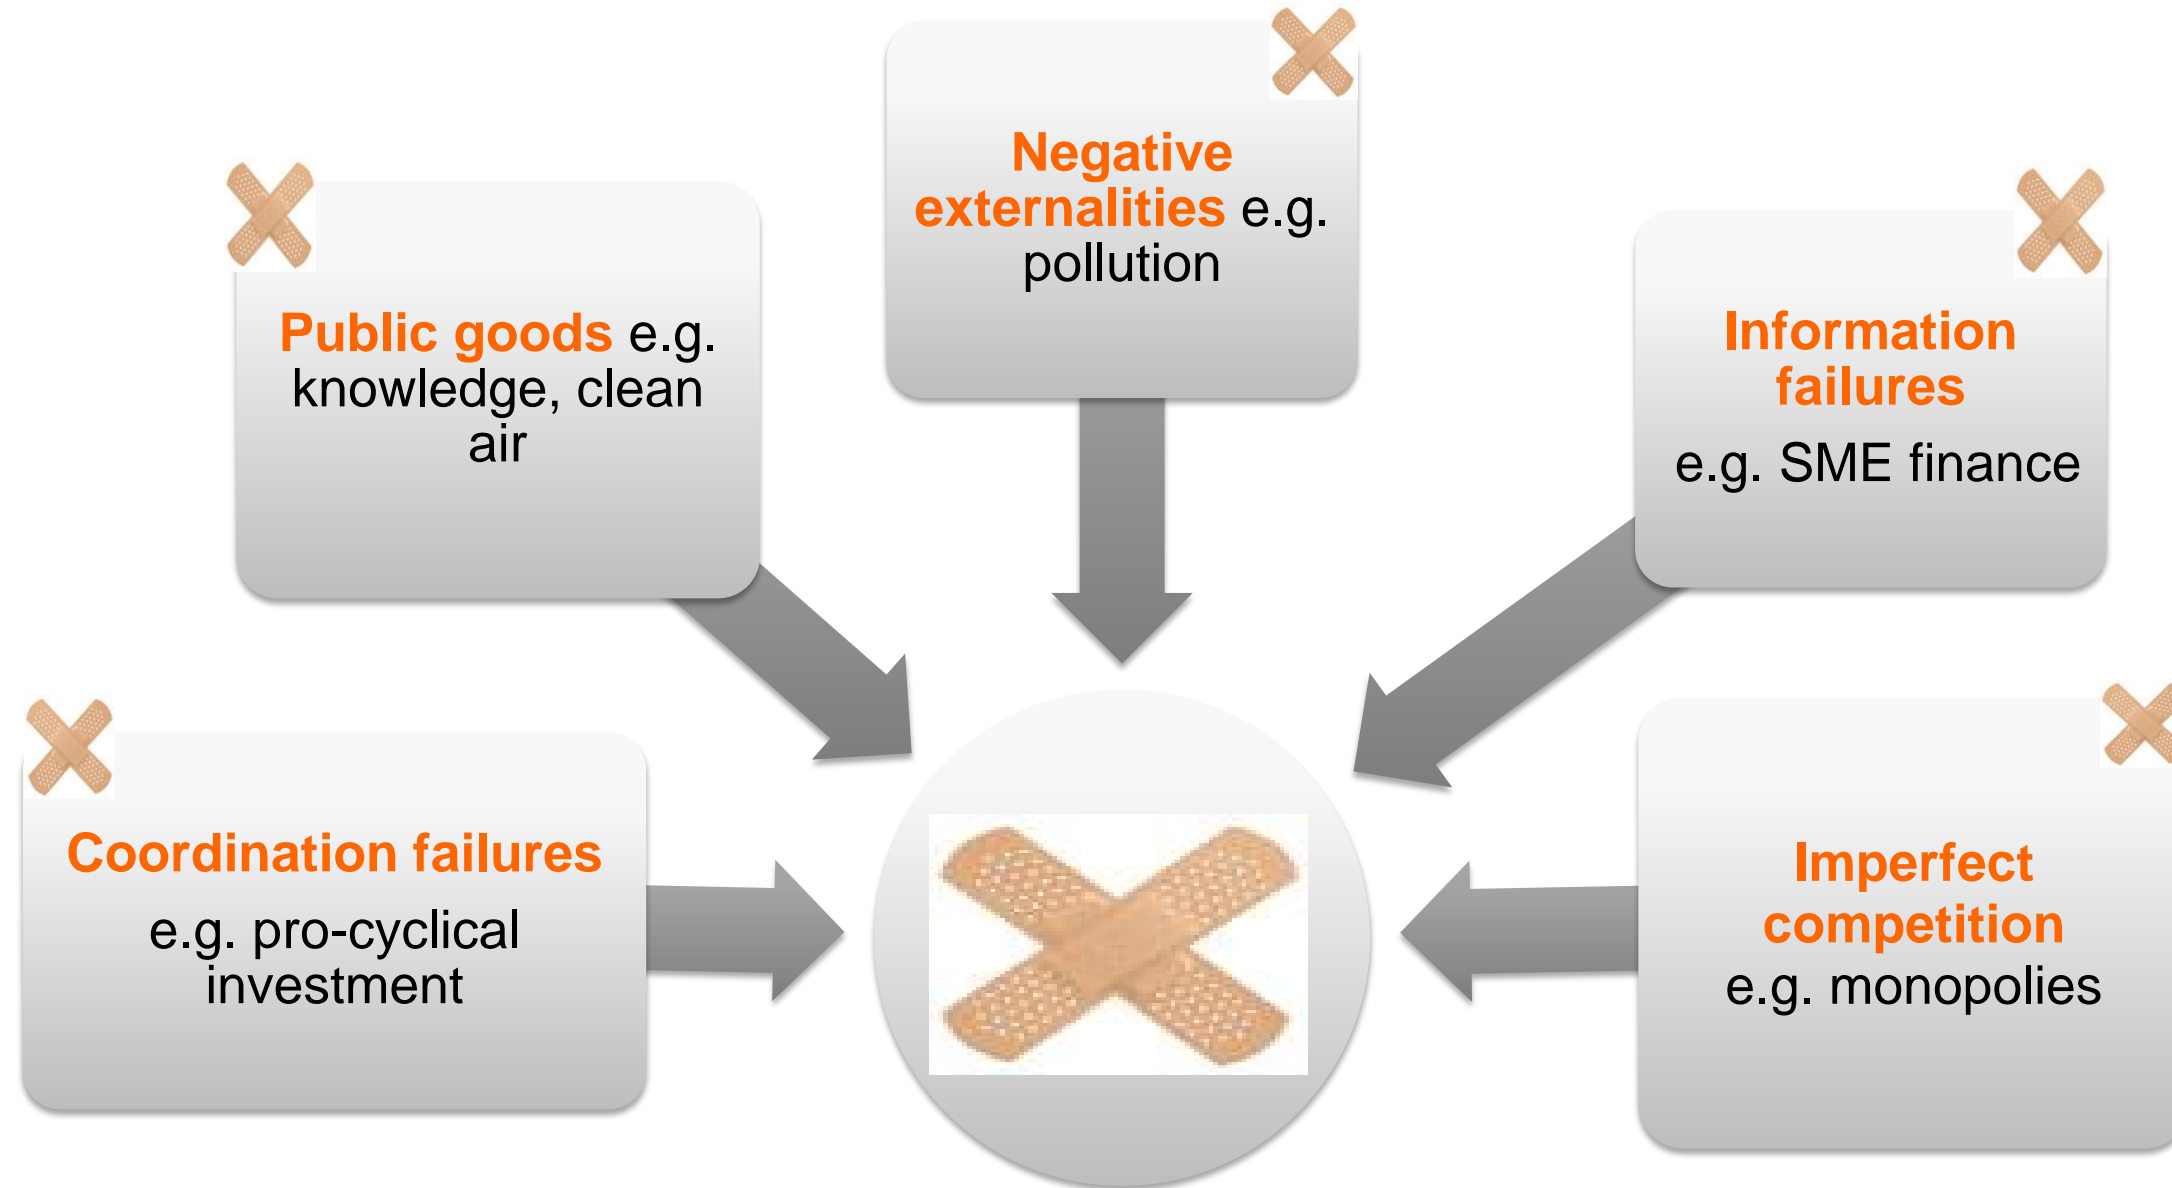 Negative
externalities e.g.
pollution
Public goods e.g.
knowledge, clean
air
Information
failures
e.g. SME finance
Coordination failures
e.g. pro-cyclical
investment
Imperfect
competition
e.g. monopolies